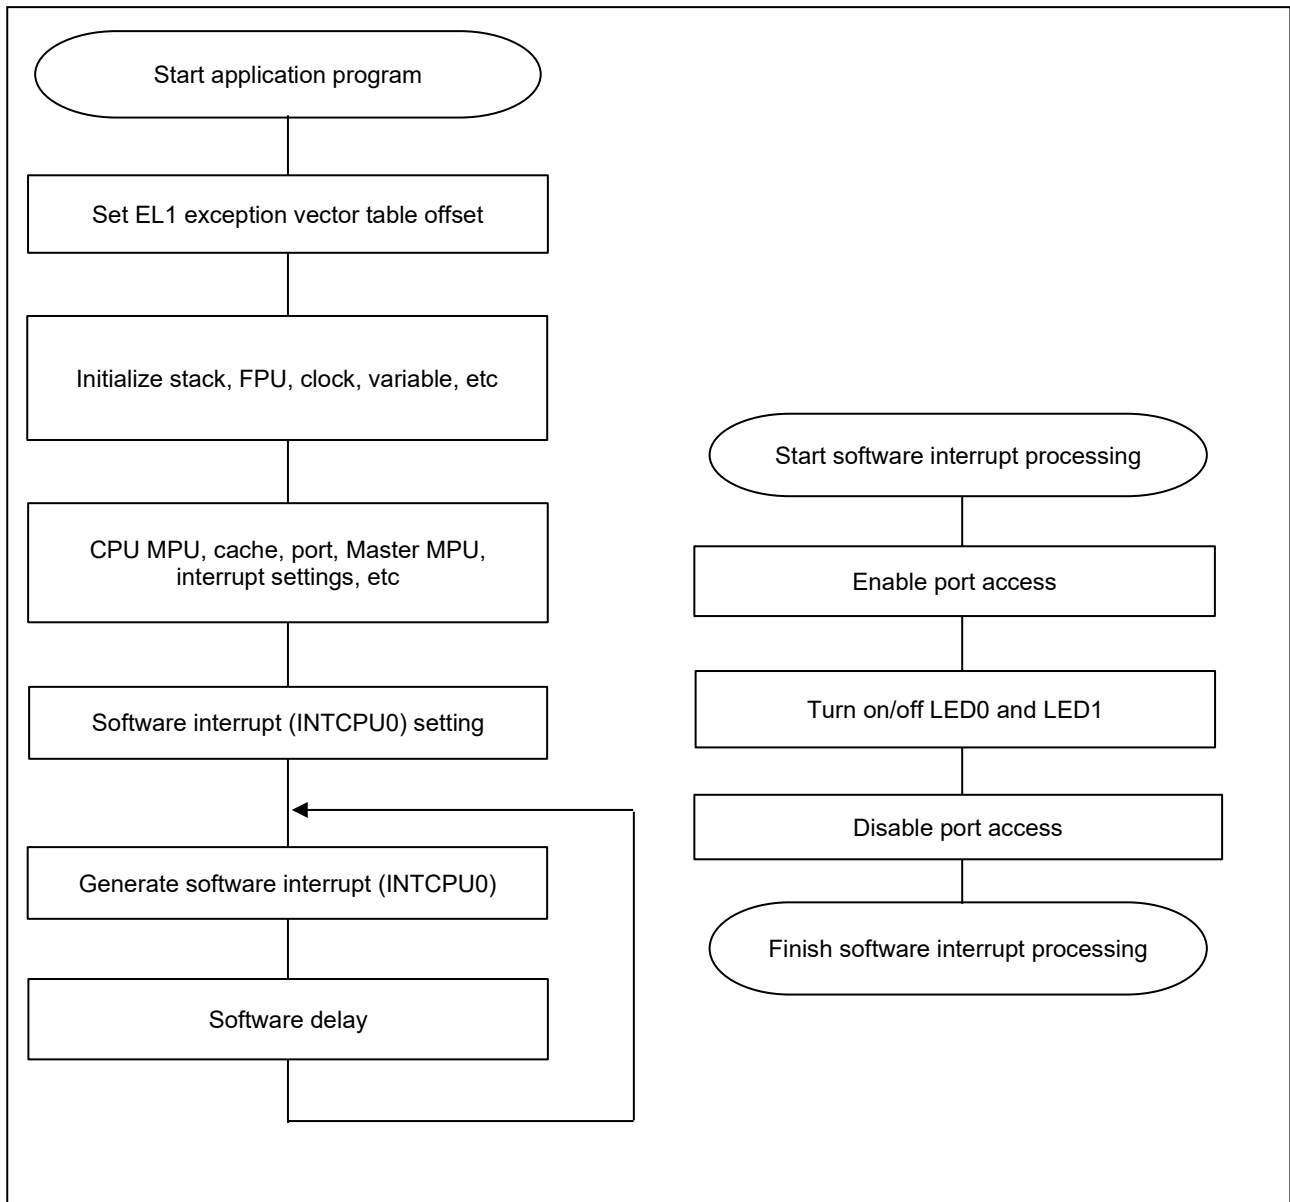 Start application program
Set EL1 exception vector table offset
Initialize stack, FPU, clock, variable, etc
CPU MPU, cache, port, Master MPU,
interrupt settings, etc
Software interrupt (INTCPU0) setting
Generate software interrupt (INTCPU0)
Software delay
Start software interrupt processing
Enable port access
Turn on/off LED0 and LED1
Disable port access
Finish software interrupt processing